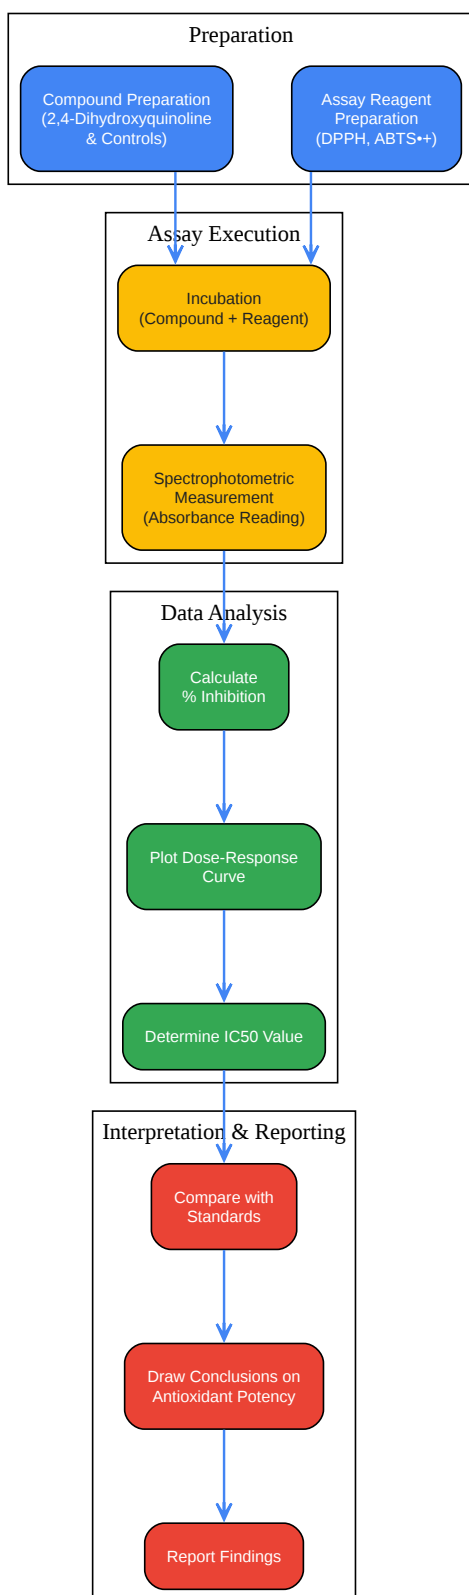 Preparation
Compound Preparation
(2,4-Dihydroxyquinoline
& Controls)
Assay Reagent
Preparation
(DPPH, ABTS•+)
Assay Execution
Incubation
(Compound + Reagent)
Spectrophotometric
Measurement
(Absorbance Reading)
Data Analysis
Calculate
% Inhibition
Plot Dose-Response
Curve
Determine IC50 Value
Interpretation & Reporting
Compare with
Standards
Draw Conclusions on
Antioxidant Potency
Report Findings